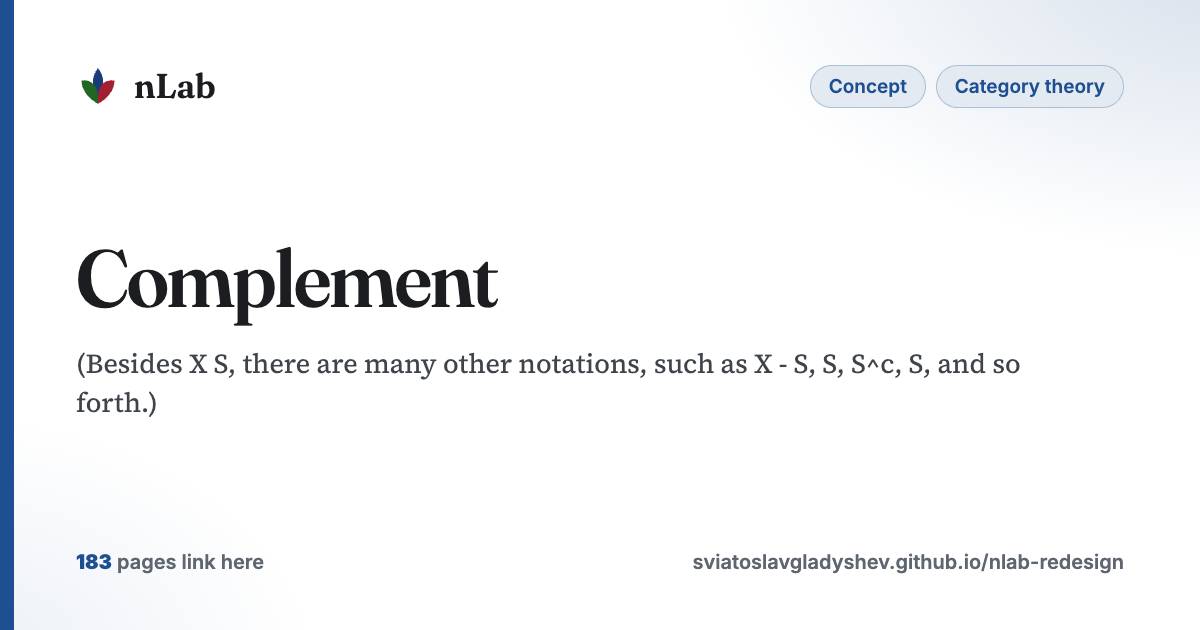 nLab
Concept
Category theory
Complement
(Besides X S, there are many other notations, such as X - S, S, S^c, S, and so
forth.)
183 pages link here
sviatoslavgladyshev.github.io/nlab-redesign